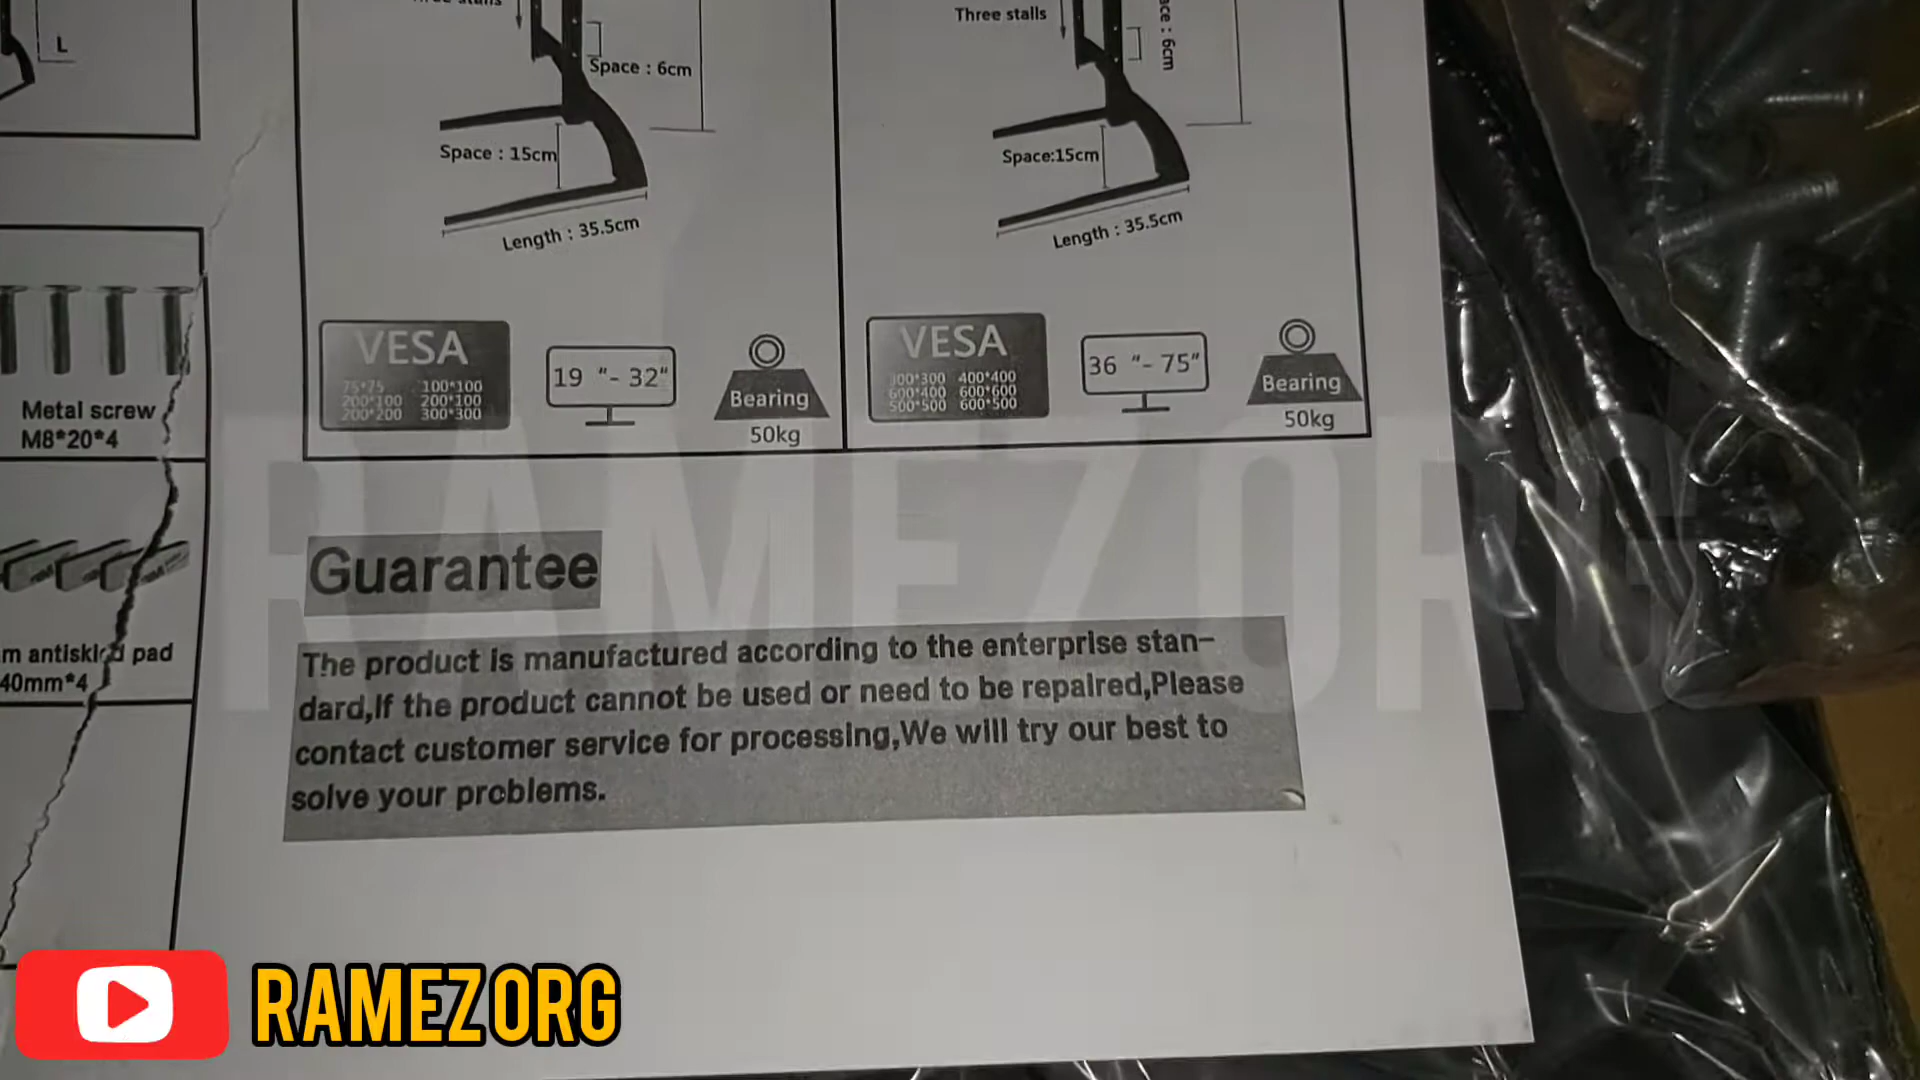 L
Three stalls
Space : 6cm
Space : 15cm
Length : 35.5cm
VESA
75*75 100*100
200*100 200*100
200*200 300*300
19 "- 32"
Bearing
50kg
Three stalls
6cm
Space:15cm
Length : 35.5cm
VESA
300*300 400*400
600*400 600*600
500*500 600*500
36 "- 75"
Bearing
50kg
Metal screw
M8*20*4
pad
40mm*4
Guarantee
The product is manufactured according to the enterprise stan-
dard,If the product cannot be used or need to be repaired,Please
contact customer service for processing,We will try our best to
solve your problems.
RAMEZORG
RAMEZORG